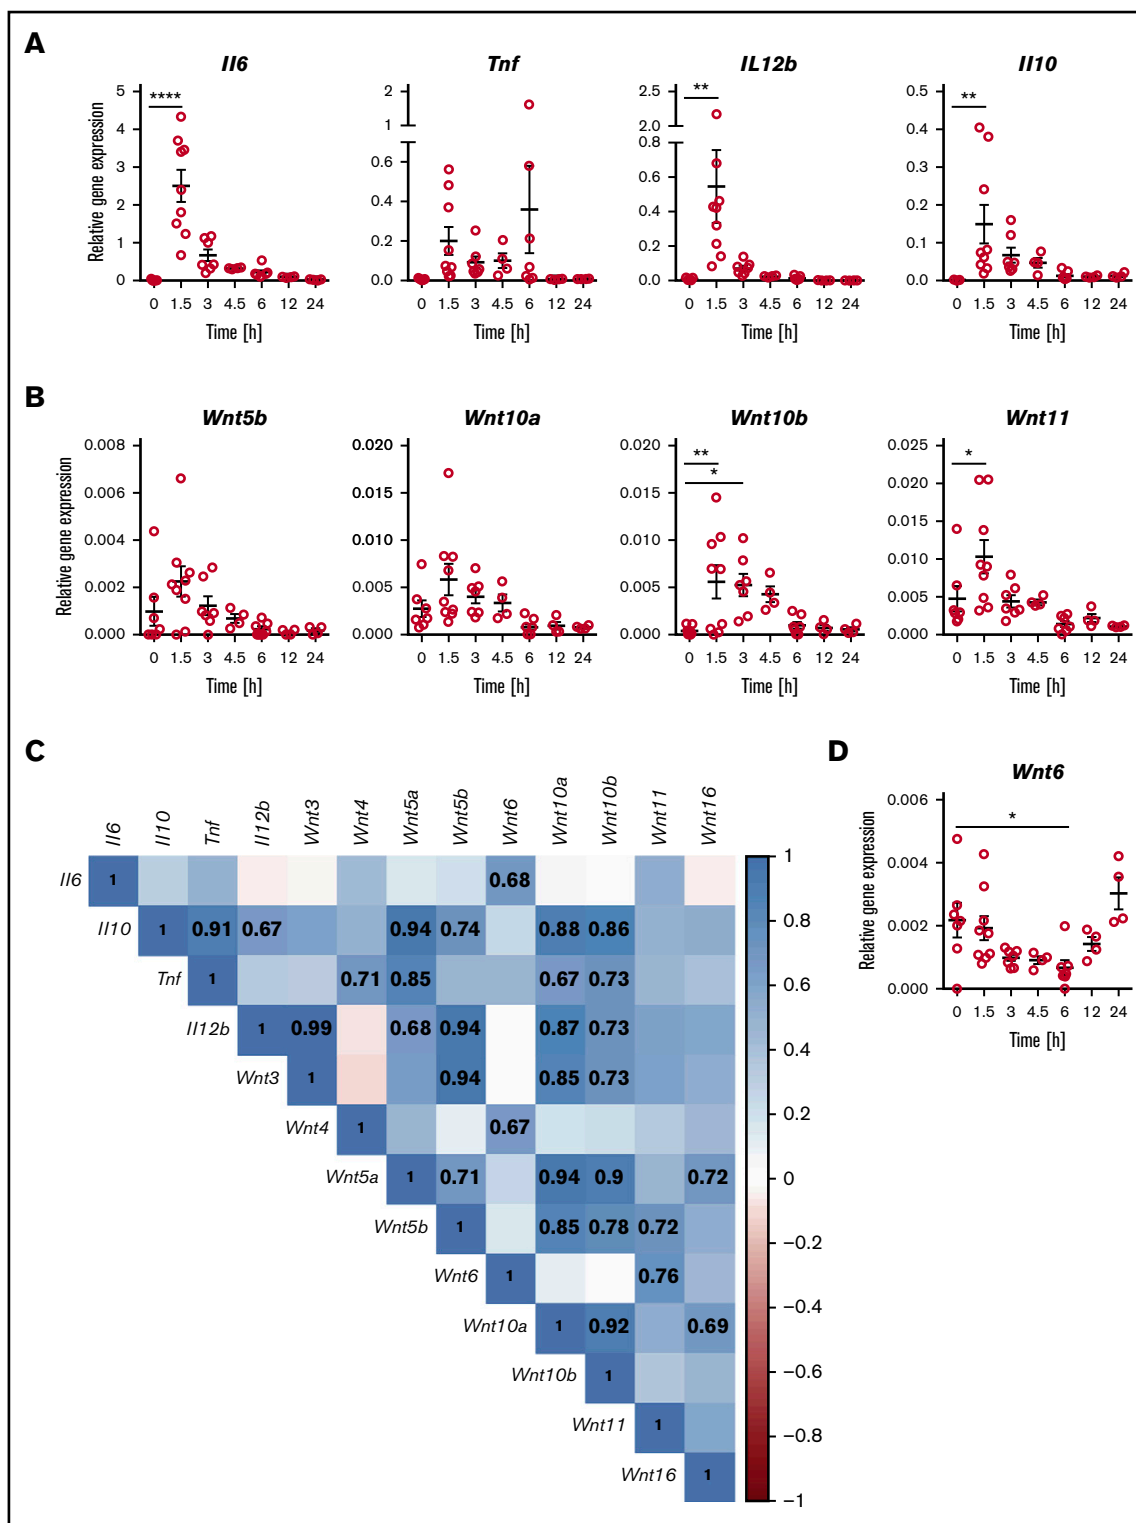 A
Il6
Tnf
IL12b
Il10
Relative gene expression
5
4
3
2
1
0
****
0 1.5 3 4.5 6 12 24
Time [h]
2
1
0.6
0.4
0.2
0.0
0 1.5 3 4.5 6 12 24
Time [h]
2.5
2.0
0.8
0.6
0.4
0.2
0.0
**
0 1.5 3 4.5 6 12 24
Time [h]
0.5
0.4
0.3
0.2
0.1
0.0
**
0 1.5 3 4.5 6 12 24
Time [h]
B
Wnt5b
Wnt10a
Wnt10b
Wnt11
Relative gene expression
0.008
0.006
0.004
0.002
0.000
0 1.5 3 4.5 6 12 24
Time [h]
0.020
0.015
0.010
0.005
0.000
0 1.5 3 4.5 6 12 24
Time [h]
0.020
0.015
0.010
0.005
0.000
**
*
0 1.5 3 4.5 6 12 24
Time [h]
0.025
0.020
0.015
0.010
0.005
0.000
*
0 1.5 3 4.5 6 12 24
Time [h]
C
Il6 Il10 Tnf Il12b Wnt3 Wnt4 Wnt5a Wnt5b Wnt6 Wnt10a Wnt10b Wnt11 Wnt16
Il6 1 0.68
Il10 1 0.91 0.67 0.94 0.74 0.88 0.86
Tnf 1 0.71 0.85 0.67 0.73
Il12b 1 0.99 0.68 0.94 0.87 0.73
Wnt3 1 0.94 0.85 0.73
Wnt4 1 0.67
Wnt5a 1 0.71 0.94 0.9 0.72
Wnt5b 1 0.85 0.78 0.72
Wnt6 1 0.76
Wnt10a 1 0.92 0.69
Wnt10b 1
Wnt11 1
Wnt16 1
1
0.8
0.6
0.4
0.2
0
−0.2
−0.4
−0.6
−0.8
−1
D
Wnt6
Relative gene expression
0.006
0.004
0.002
0.000
*
0 1.5 3 4.5 6 12 24
Time [h]